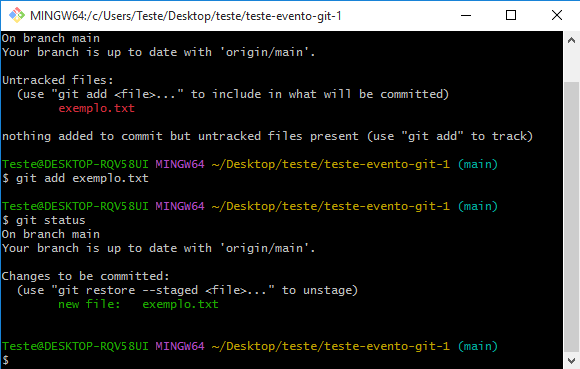 MINGW64:/c/Users/Teste/Desktop/teste/teste-evento-git-1
On branch main
Your branch is up to date with 'origin/main'.
Untracked files:
(use "git add <file>..." to include in what will be committed)
exemplo.txt
nothing added to commit but untracked files present (use "git add" to track)
Teste@DESKTOP-RQV58UI MINGW64 ~/Desktop/teste/teste-evento-git-1 (main)
$ git add exemplo.txt
Teste@DESKTOP-RQV58UI MINGW64 ~/Desktop/teste/teste-evento-git-1 (main)
$ git status
On branch main
Your branch is up to date with 'origin/main'.
Changes to be committed:
(use "git restore --staged <file>..." to unstage)
new file:   exemplo.txt
Teste@DESKTOP-RQV58UI MINGW64 ~/Desktop/teste/teste-evento-git-1 (main)
$